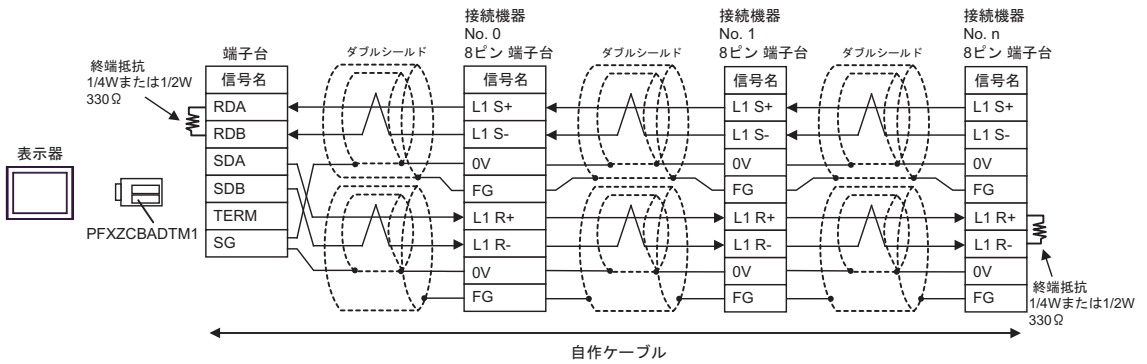 接続機器
No. 0
8ピン 端子台
接続機器
No. 1
8ピン 端子台
接続機器
No. n
8ピン 端子台
端子台
ダブルシールド
ダブルシールド
ダブルシールド
終端抵抗
1/4Wまたは1/2W
330Ω
表示器
PFXZCBADTM1
信号名
RDA
RDB
SDA
SDB
TERM
SG
信号名
L1 S+
L1 S-
0V
FG
L1 R+
L1 R-
0V
FG
信号名
L1 S+
L1 S-
0V
FG
L1 R+
L1 R-
0V
FG
信号名
L1 S+
L1 S-
0V
FG
L1 R+
L1 R-
0V
FG
終端抵抗
1/4Wまたは1/2W
330Ω
自作ケーブル